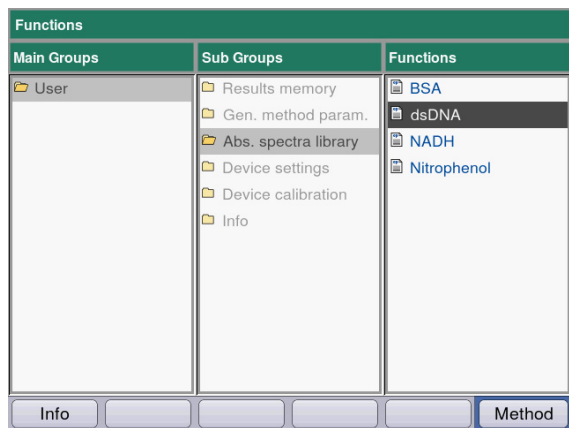 Functions
Main Groups
Sub Groups
Functions
User
Results memory
Gen. method param.
Abs. spectra library
Device settings
Device calibration
Info
BSA
dsDNA
NADH
Nitrophenol
Info
Method